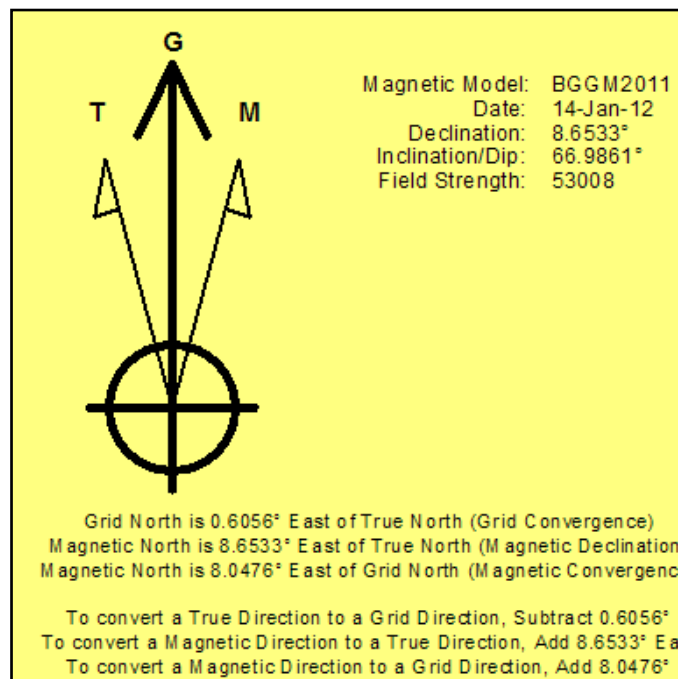 G
T M
Magnetic Model: BGGM2011
Date: 14-Jan-12
Declination: 8.6533°
Inclination/Dip: 66.9861°
Field Strength: 53008
Grid North is 0.6056° East of True North (Grid Convergence)
Magnetic North is 8.6533° East of True North (Magnetic Declination
Magnetic North is 8.0476° East of Grid North (Magnetic Convergenc
To convert a True Direction to a Grid Direction, Subtract 0.6056°
To convert a Magnetic Direction to a True Direction, Add 8.6533° Ea
To convert a Magnetic Direction to a Grid Direction, Add 8.0476°